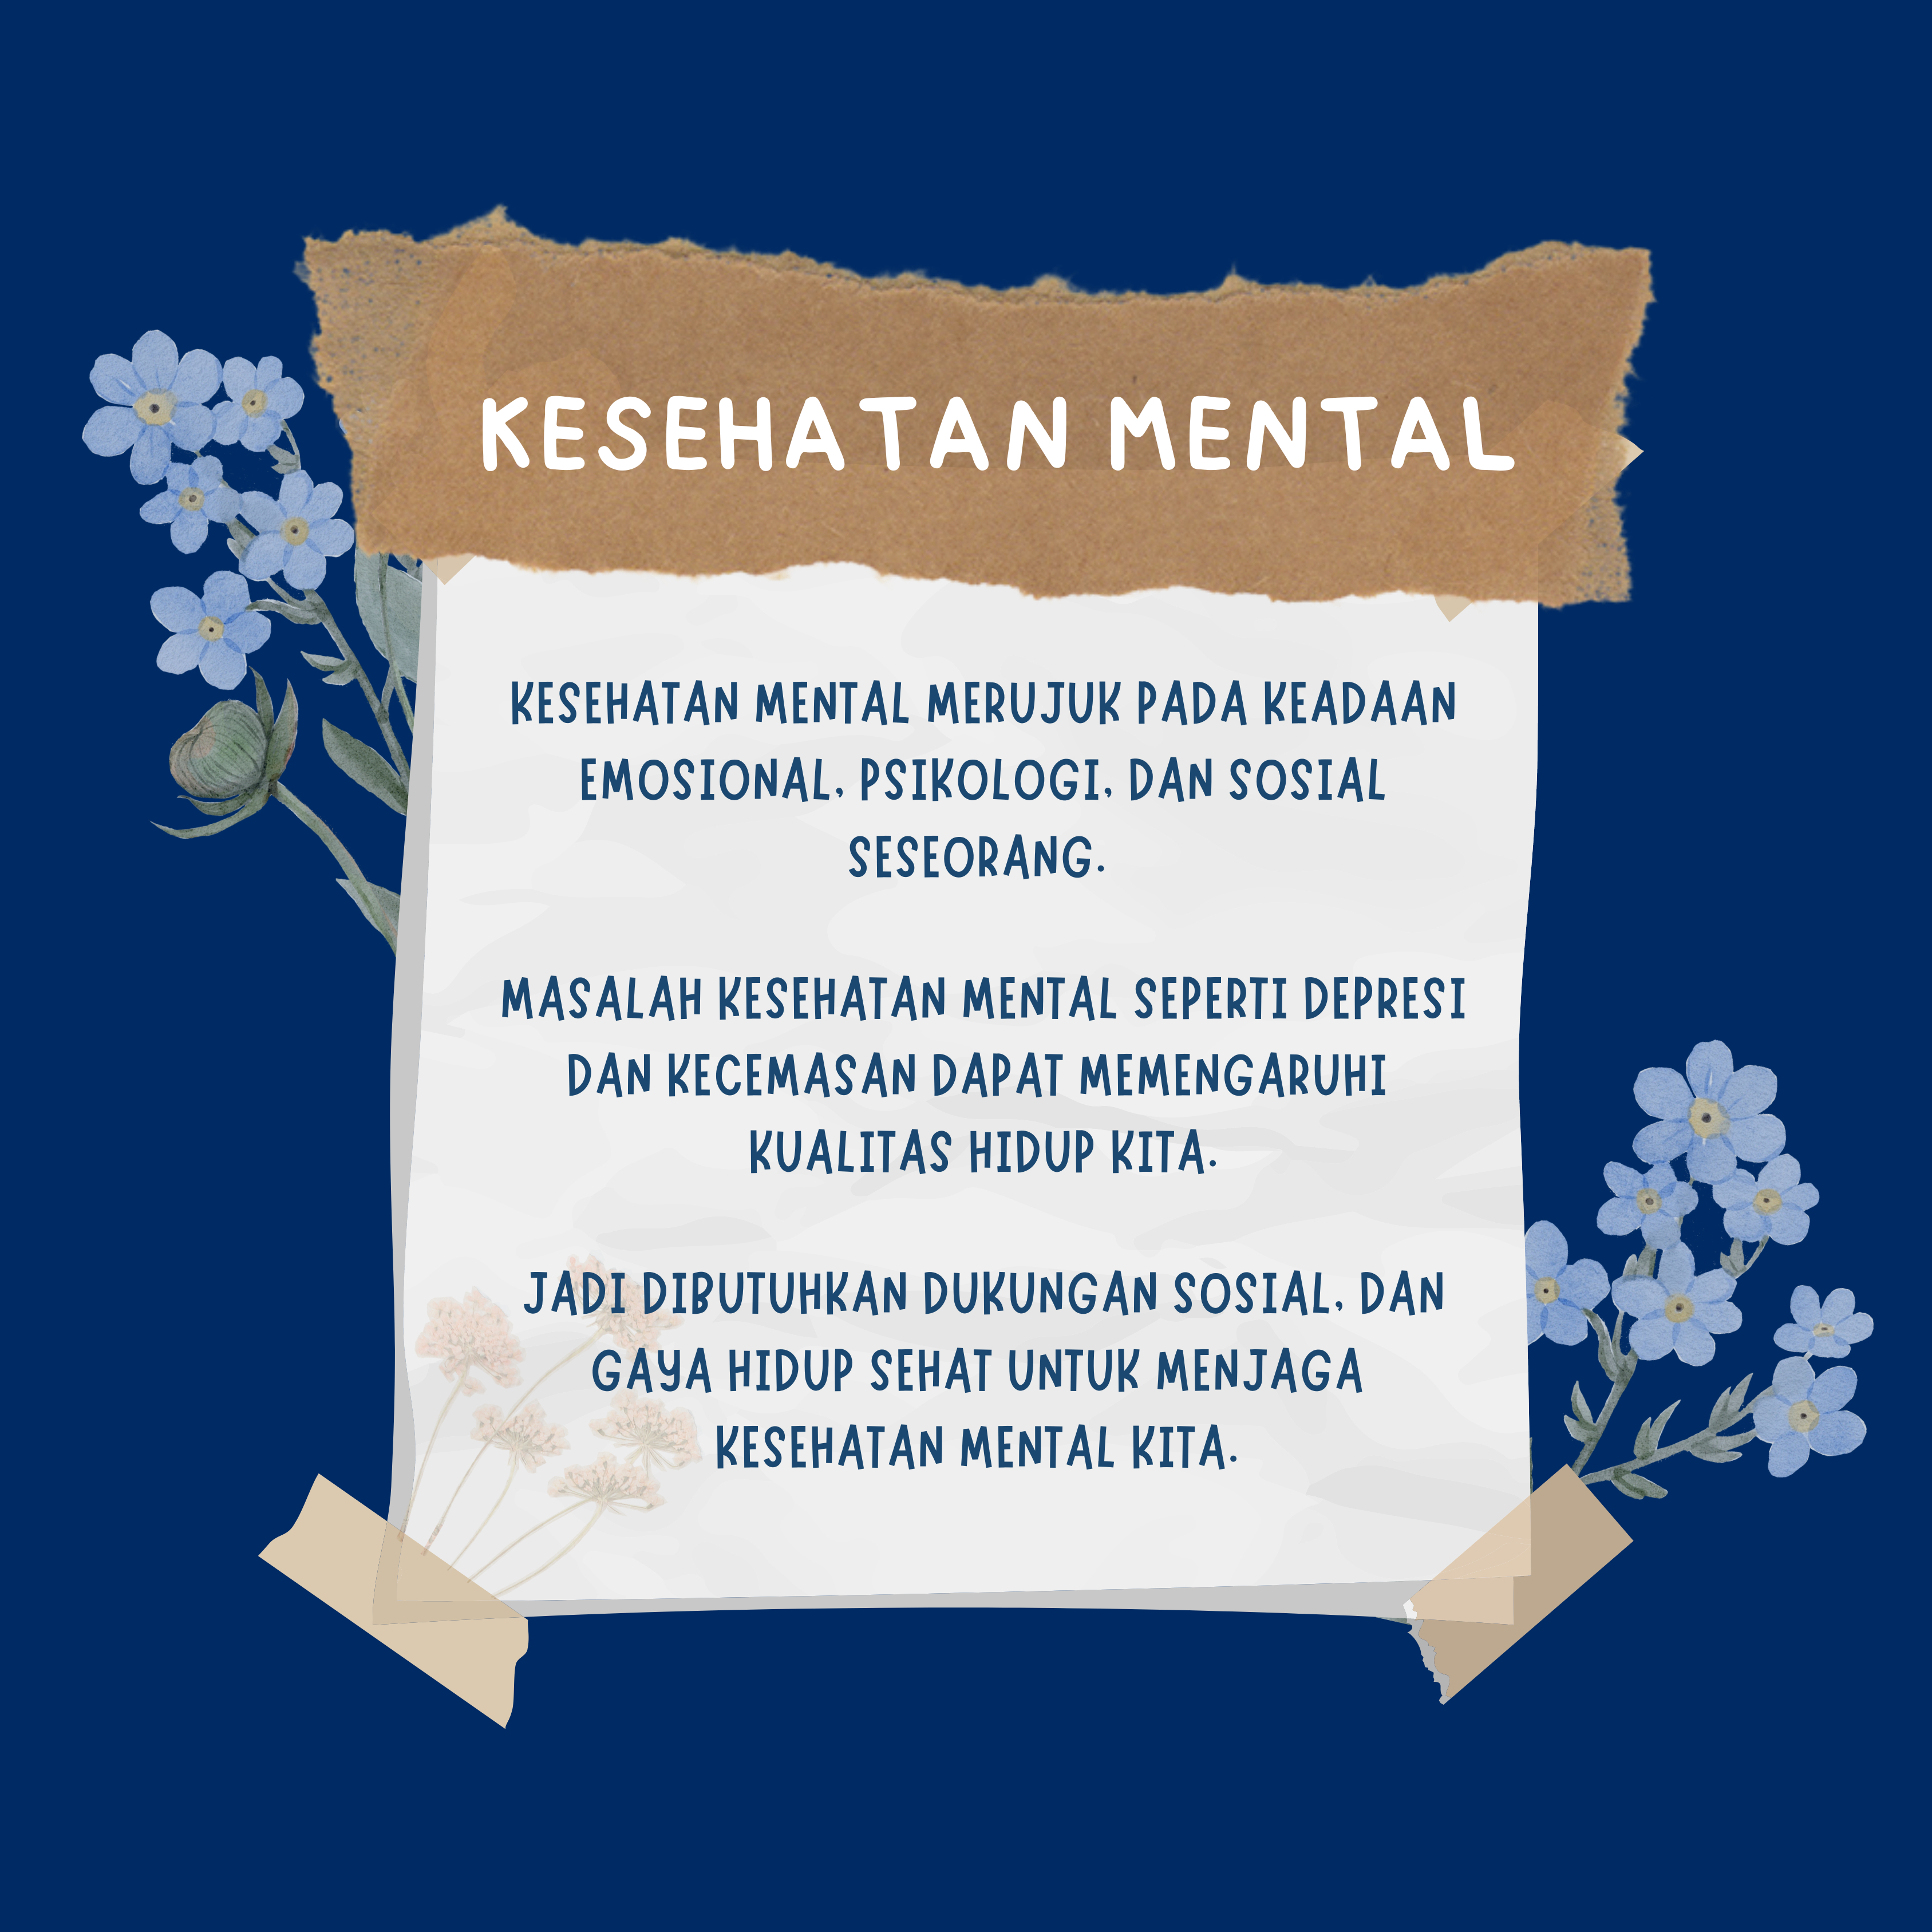 KESEHATAN MENTAL
KESEHATAN MENTAL MERUJUK PADA KEADAAN
EMOSIONAL, PSIKOLOGI, DAN SOSIAL
SESEORANG.
MASALAH KESEHATAN MENTAL SEPERTI DEPRESI
DAN KECEMASAN DAPAT MEMENGARUHI
KUALITAS HIDUP KITA.
JADI DIBUTUHKAN DUKUNGAN SOSIAL, DAN
GAYA HIDUP SEHAT UNTUK MENJAGA
KESEHATAN MENTAL KITA.